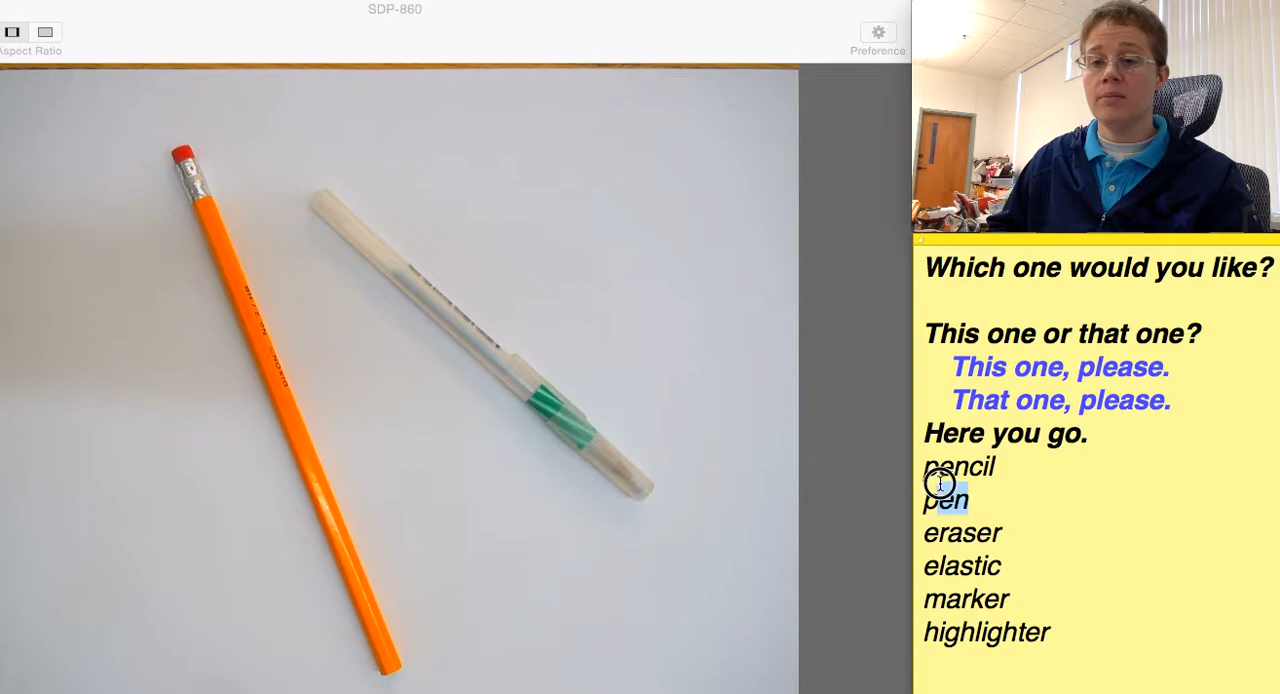 SDP-860
Aspect Ratio
Preference
DIXON
Which one would you like?
This one or that one?
This one, please.
That one, please.
Here you go.
pencil
pen
eraser
elastic
marker
highlighter